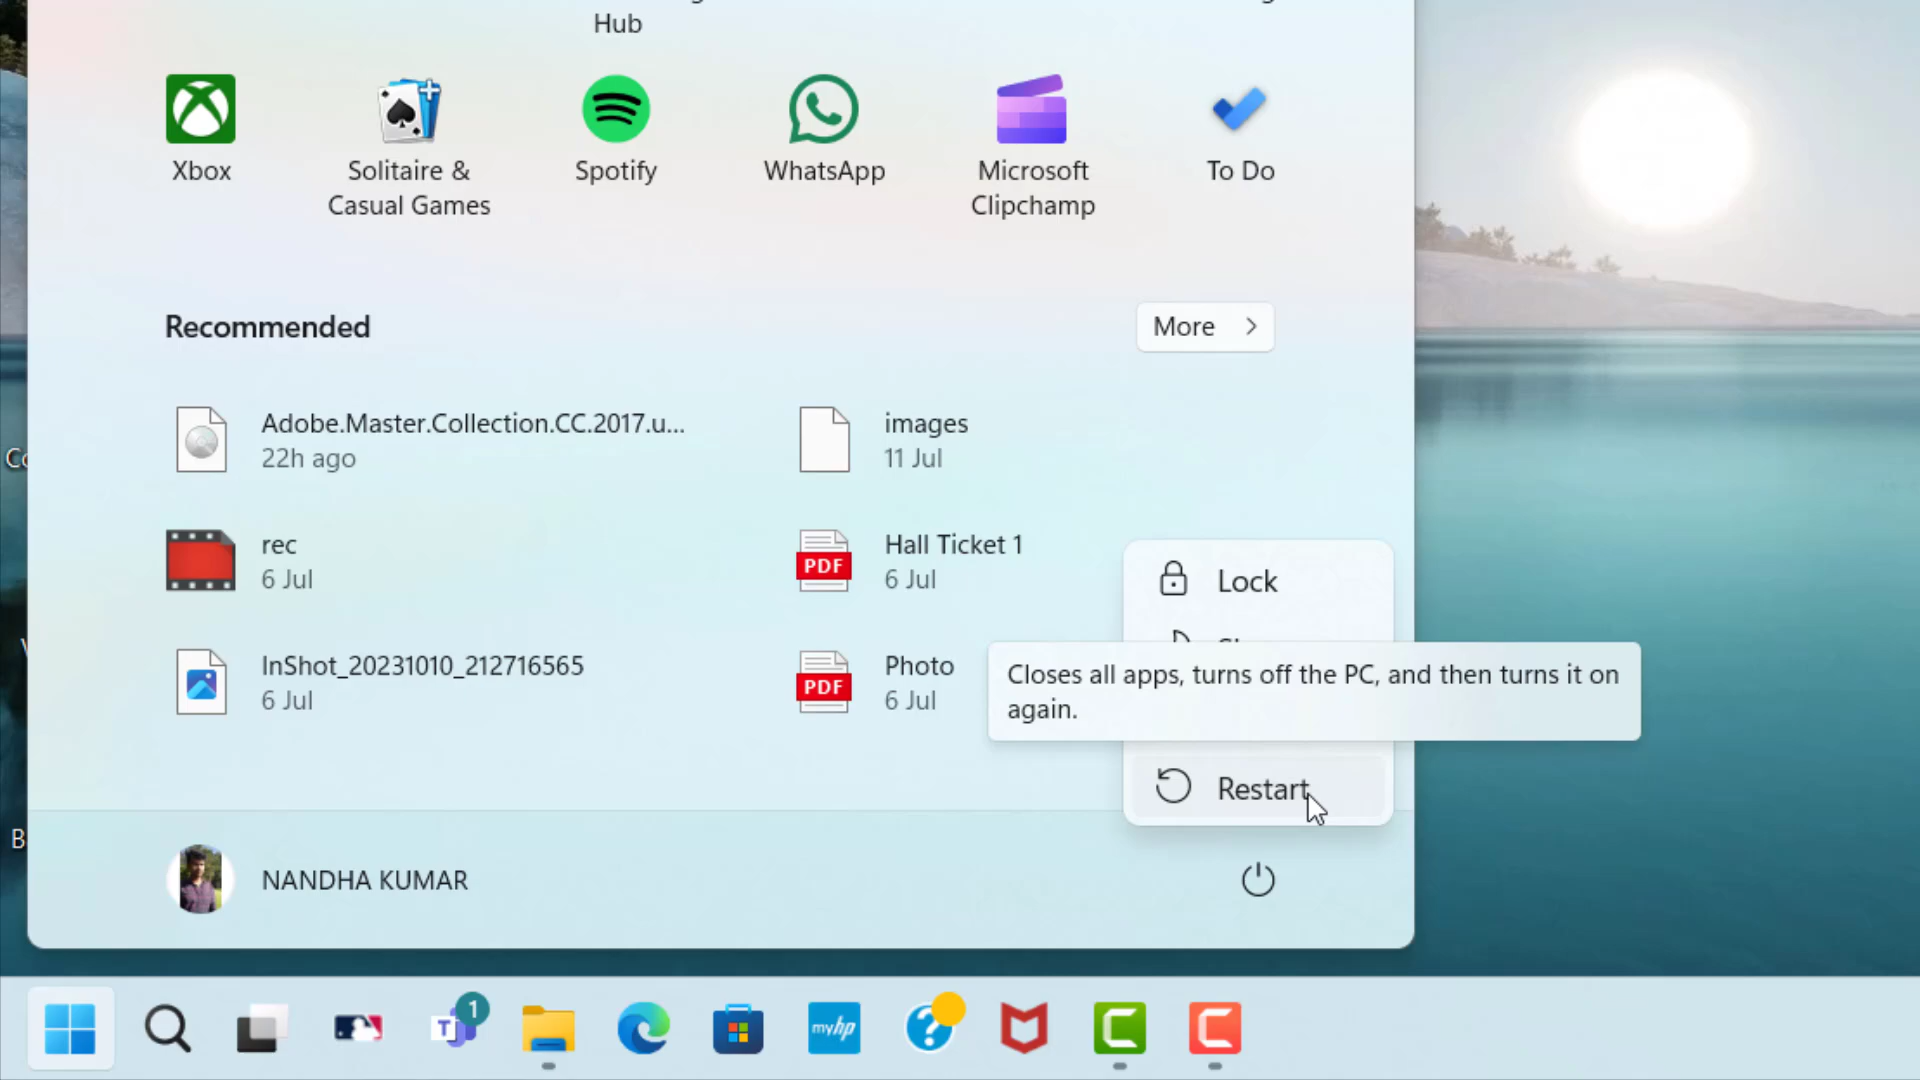 Hub
Xbox
Solitaire &
Casual Games
Spotify
WhatsApp
Microsoft
Clipchamp
To Do
Recommended
More
Adobe.Master.Collection.CC.2017.u...
22h ago
images
11 Jul
rec
6 Jul
PDF
Hall Ticket 1
6 Jul
Lock
InShot_20231010_212716565
6 Jul
PDF
Photo
6 Jul
Closes all apps, turns off the PC, and then turns it on
again.
Restart
B
NANDHA KUMAR
T
1
myhp
?